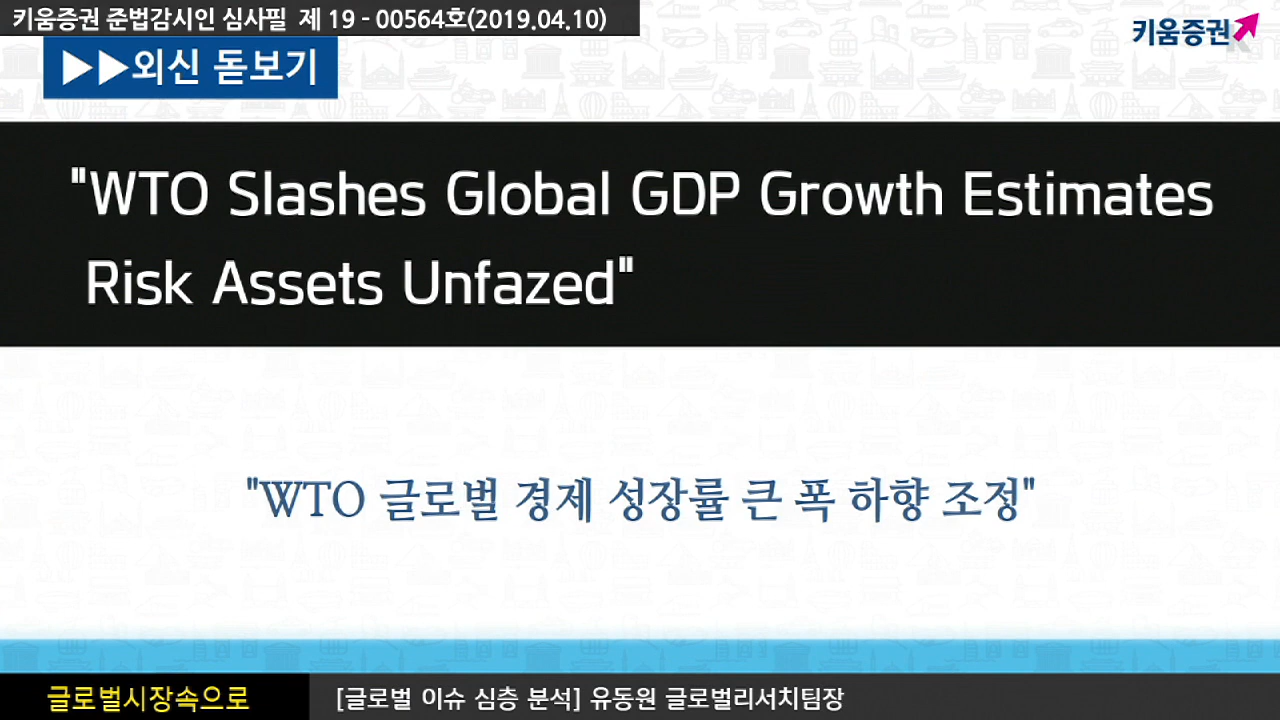 키움증권 준법감시인 심사필 제 19 - 00564호(2019.04.10)
키움증권
▶▶외신 돋보기
"WTO Slashes Global GDP Growth Estimates
Risk Assets Unfazed"
"WTO 글로벌 경제 성장률 큰 폭 하향 조정"
글로벌시장속으로
[글로벌 이슈 심층 분석] 유동원 글로벌리서치팀장